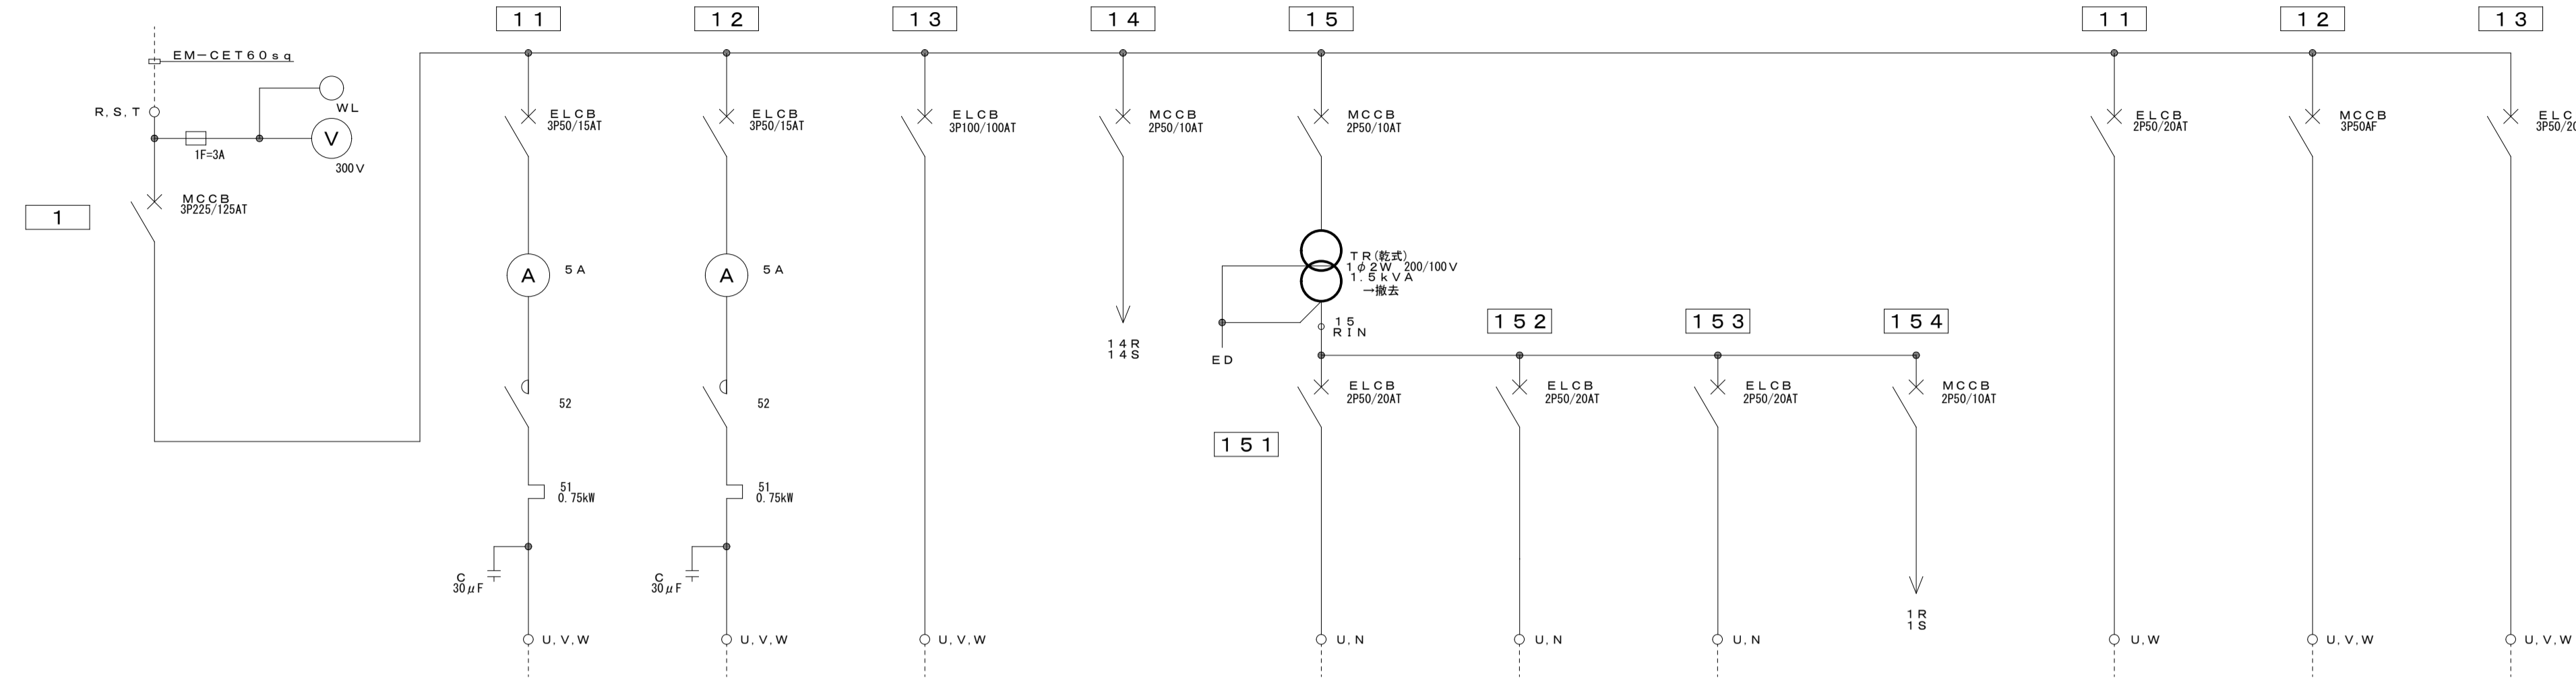 11
12
13
14
15
11
12
13
EM-CET60sq
R,S,T
WL
V
1F=3A
300V
1
MCCB
3P225/125AT
ELCB
3P50/15AT
ELCB
3P50/15AT
ELCB
3P100/100AT
MCCB
2P50/10AT
MCCB
2P50/10AT
ELCB
2P50/20AT
MCCB
3P50AF
ELC
3P50/20
A
5A
A
5A
TR(乾式)
1φ2W 200/100V
1.5kVA
→撤去
15
RIN
ED
14R
14S
152
153
154
52
52
ELCB
2P50/20AT
ELCB
2P50/20AT
ELCB
2P50/20AT
MCCB
2P50/10AT
151
51
0.75kW
51
0.75kW
C
30μF
C
30μF
1R
1S
U,V,W
U,V,W
U,V,W
U,N
U,N
U,N
U,W
U,V,W
U,V,W